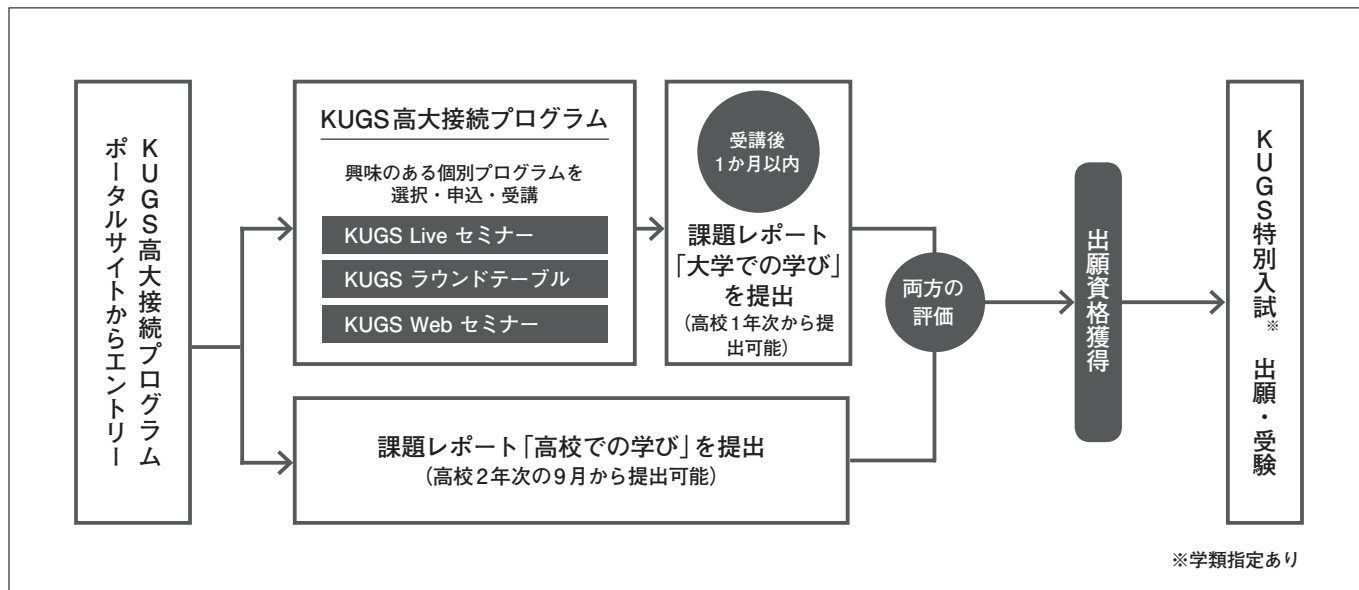 KUGS高大接続プログラム
ポータルサイトからエントリー
KUGS高大接続プログラム
興味のある個別プログラムを
選択・申込・受講
KUGS Live セミナー
KUGS ラウンドテーブル
KUGS Web セミナー
受講後
1か月以内
課題レポート
「大学での学び」
を提出
(高校1年次から提
出可能)
課題レポート「高校での学び」を提出
(高校2年次の9月から提出可能)
両方の
評価
出願資格獲得
KUGS特別入試※ 出願・受験
※学類指定あり